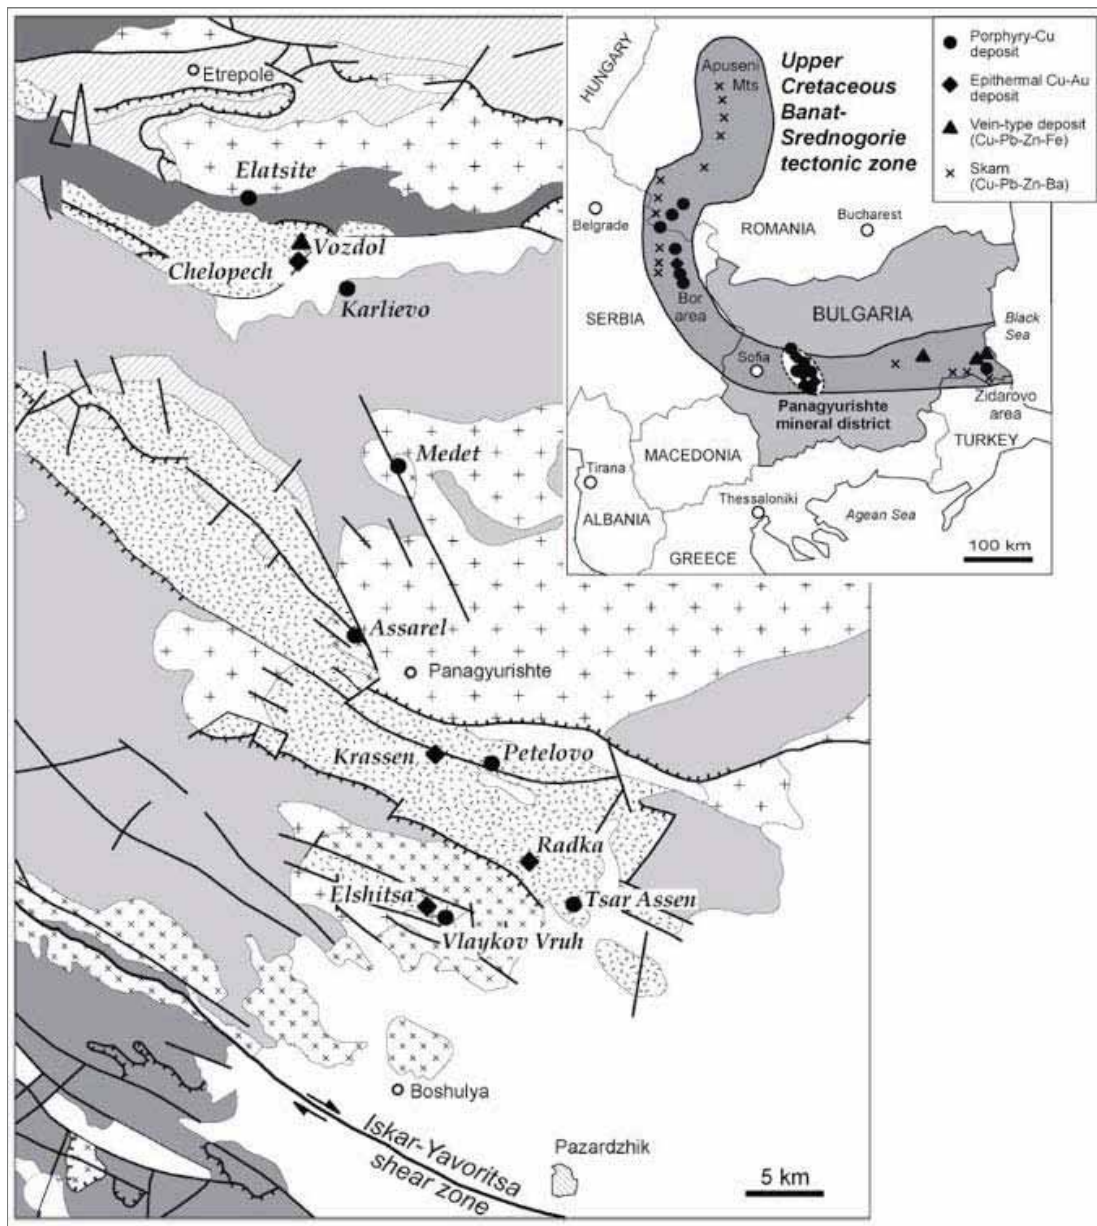 Etrepole
Elatsite
Vozdol
Chelopech
Karlievo
Medet
Assarel
Panagyurishte
Krassen
Petelovo
Radka
Elshitsa
Tsar Assen
Vlaykov Vruh
Boshulya
Iskar-Yavoritsa
shear zone
Pazardzhik
5 km
HUNGARY
Apuseni
Mts
Upper
Cretaceous
Banat-
Srednogorie
tectonic zone
Belgrade
ROMANIA
Bucharest
SERBIA
Bor
area
BULGARIA
Black
Sea
Sofia
Zidarovo
area
Panagyurishte
mineral district
TURKEY
MACEDONIA
Tirana
Thessaloniki
ALBANIA
Agean Sea
GREECE
100 km
Porphyry-Cu
deposit
Epithermal Cu-Au
deposit
Vein-type deposit
(Cu-Pb-Zn-Fe)
Skarn
(Cu-Pb-Zn-Ba)